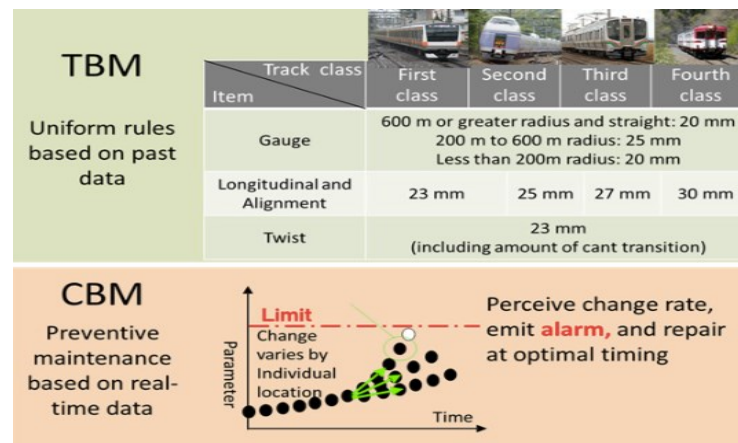 TBM
Uniform rules
based on past
data
Track class
Item
First
class
Second
class
Third
class
Fourth
class
Gauge
600 m or greater radius and straight: 20 mm
200 m to 600 m radius: 25 mm
Less than 200m radius: 20 mm
Longitudinal and
Alignment
23 mm
25 mm
27 mm
30 mm
Twist
23 mm
(including amount of cant transition)
CBM
Preventive
maintenance
based on real-
time data
Parameter
Limit
Change
varies by
Individual
location
Time
Perceive change rate,
emit alarm, and repair
at optimal timing